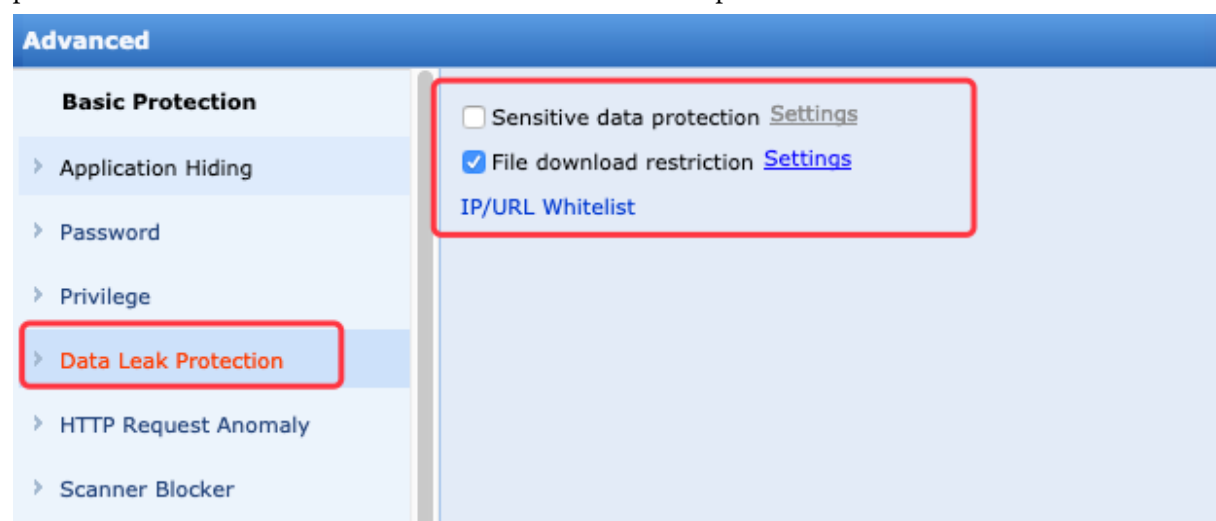 Advanced
Basic Protection
Application Hiding
Password
Privilege
Data Leak Protection
HTTP Request Anomaly
Scanner Blocker
Sensitive data protection Settings
File download restriction Settings
IP/URL Whitelist